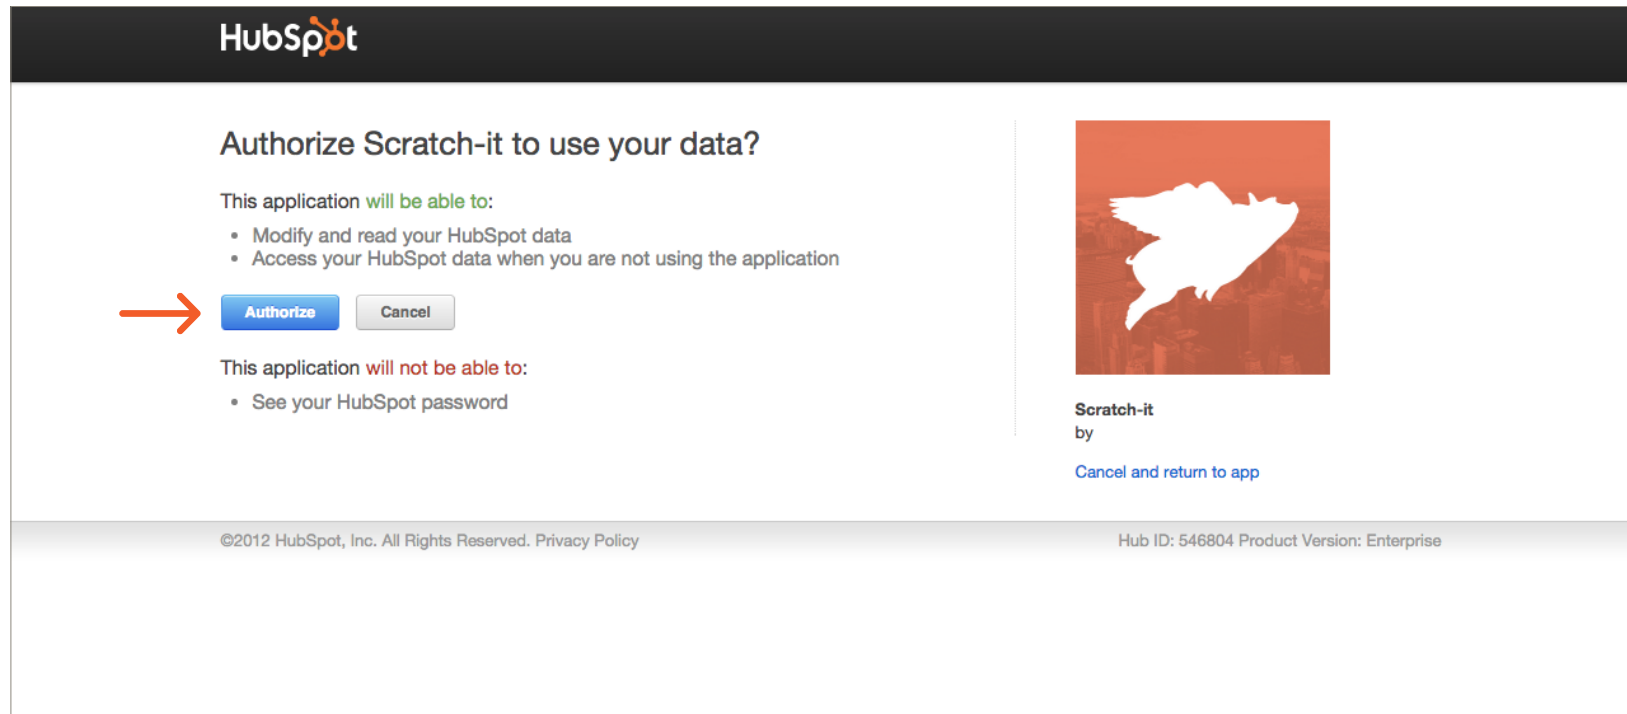 HubSpot
Authorize Scratch-it to use your data?
This application will be able to:
• Modify and read your HubSpot data
• Access your HubSpot data when you are not using the application
Authorize Cancel
This application will not be able to:
• See your HubSpot password
Scratch-it
by
Cancel and return to app
©2012 HubSpot, Inc. All Rights Reserved. Privacy Policy
Hub ID: 546804 Product Version: Enterprise